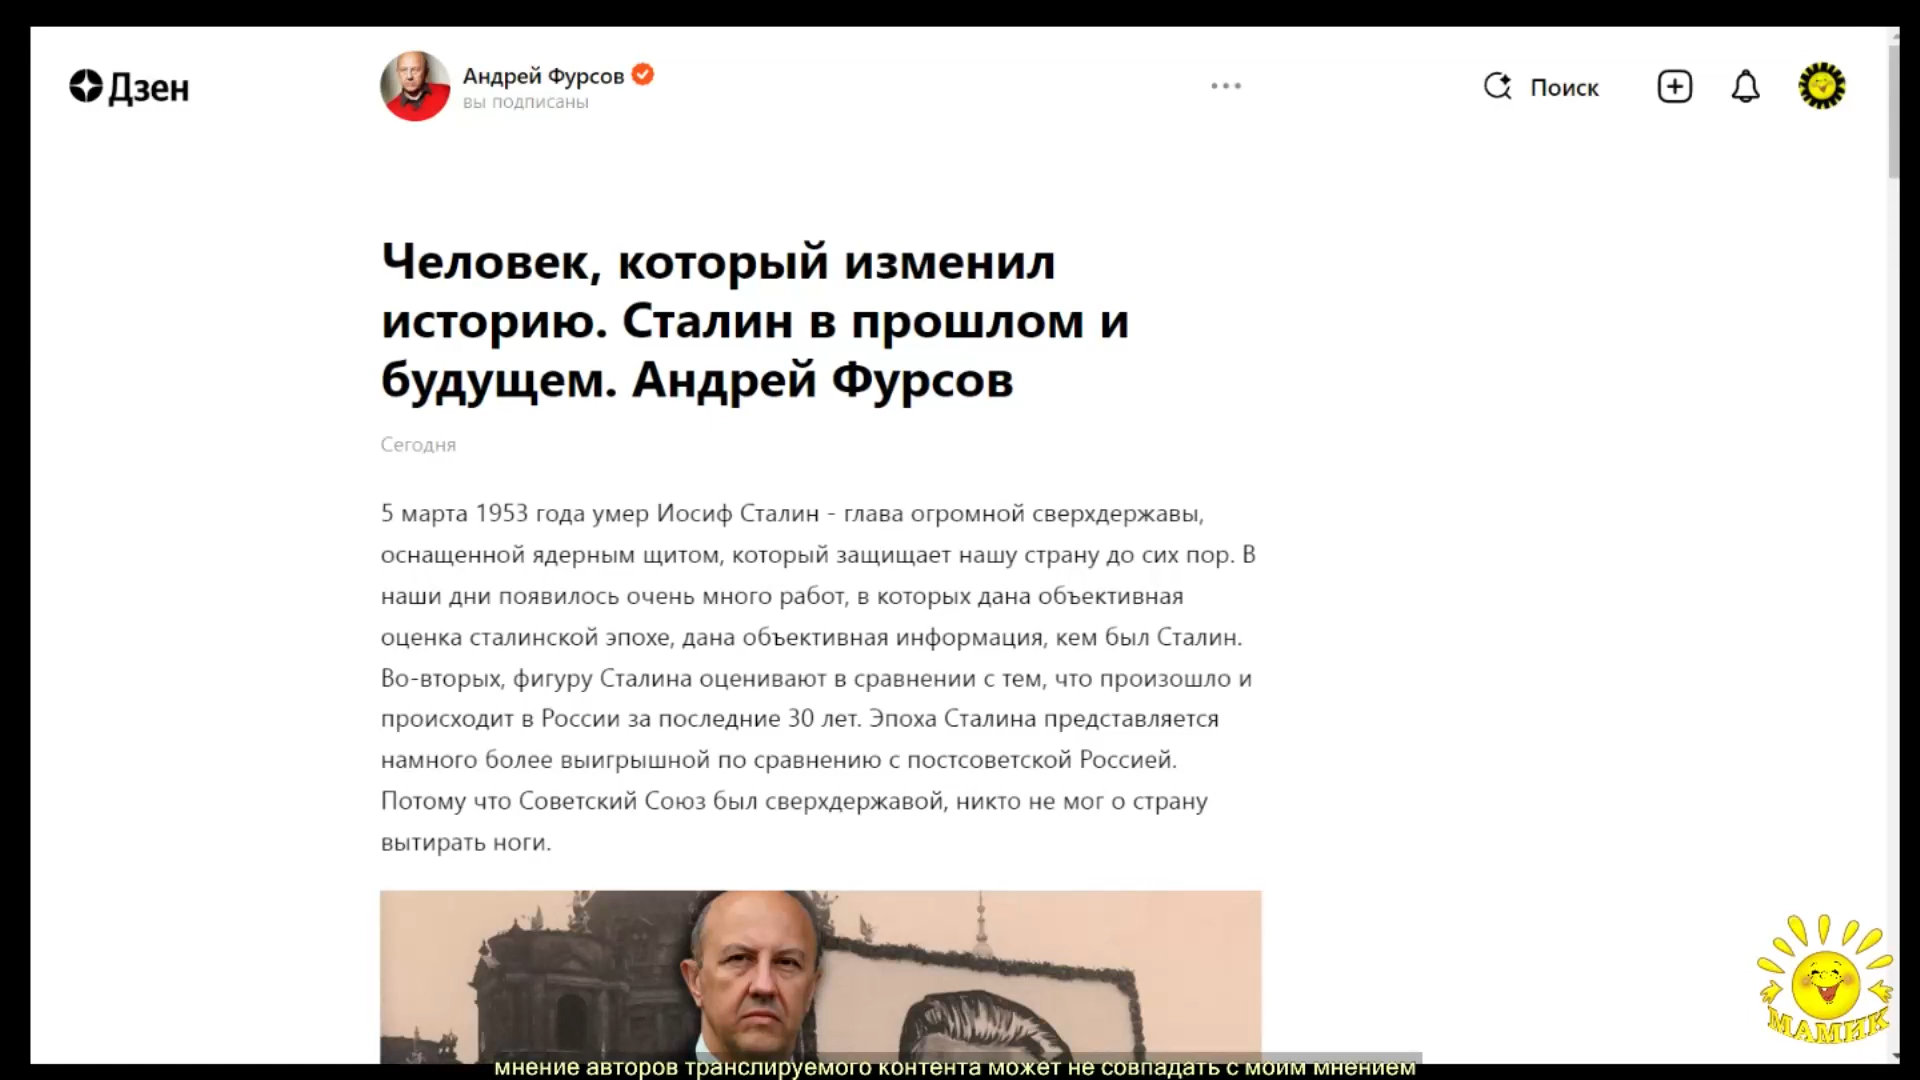 Дзен
Андрей Фурсов
вы подписаны
Поиск
Человек, который изменил
историю. Сталин в прошлом и
будущем. Андрей Фурсов
Сегодня
5 марта 1953 года умер Иосиф Сталин - глава огромной сверхдержавы,
оснащенной ядерным щитом, который защищает нашу страну до сих пор. В
наши дни появилось очень много работ, в которых дана объективная
оценка сталинской эпохе, дана объективная информация, кем был Сталин.
Во-вторых, фигуру Сталина оценивают в сравнении с тем, что произошло и
происходит в России за последние 30 лет. Эпоха Сталина представляется
намного более выигрышной по сравнению с постсоветской Россией.
Потому что Советский Союз был сверхдержавой, никто не мог о страну
вытирать ноги.
МАМИК
мнение авторов транслируемого контента может не совпадать с моим мнением